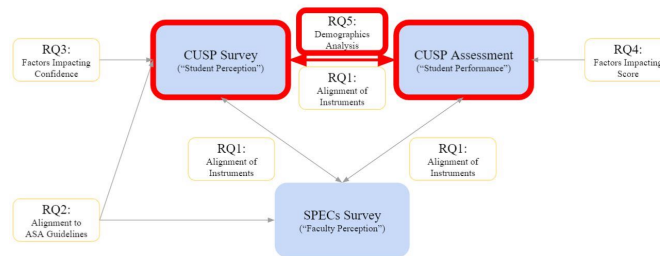 RQ5:
Demographics
Analysis
RQ3:
Factors Impacting
Confidence
CUSP Survey
("Student Perception")
CUSP Assessment
("Student Performance")
RQ4:
Factors Impacting
Score
RQ1:
Alignment of
Instruments
RQ1:
Alignment of
Instruments
RQ1:
Alignment of
Instruments
RQ2:
Alignment to
ASA Guidelines
SPECs Survey
("Faculty Perception")